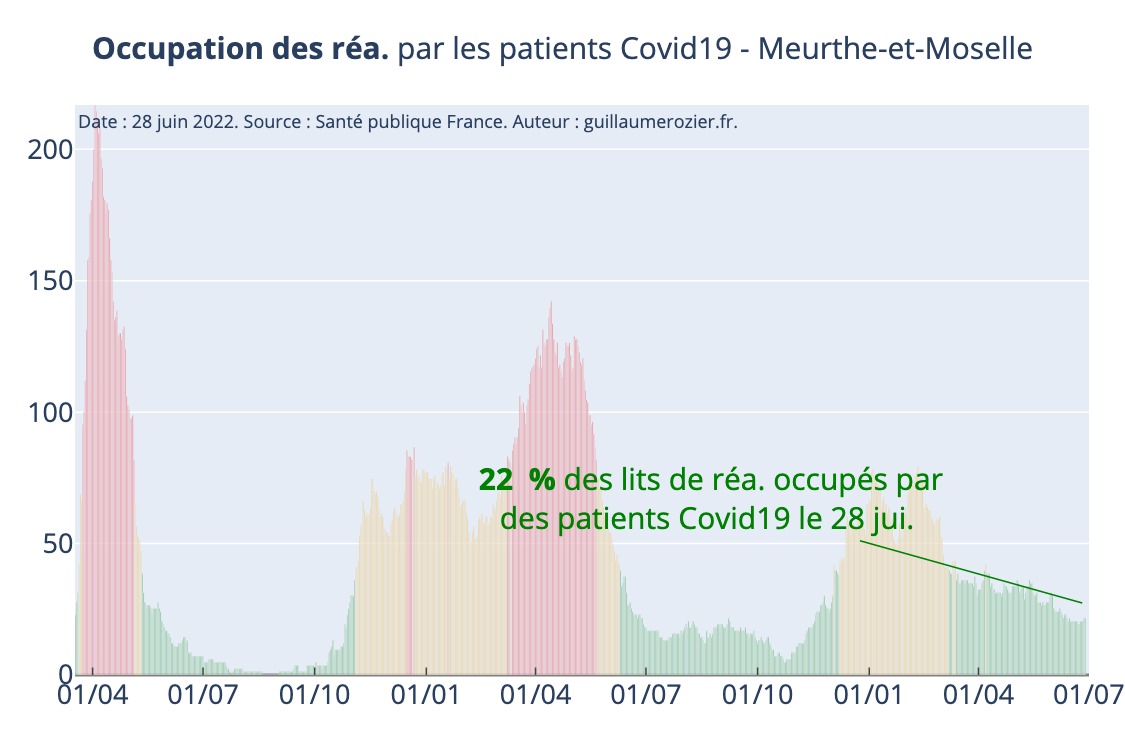 Occupation des réa. par les patients Covid19 - Meurthe-et-Moselle
Date : 28 juin 2022. Source : Santé publique France. Auteur : guillaumerozier.fr.
200
150
100
50
0
22 % des lits de réa. occupés par
des patients Covid19 le 28 jui.
01/04 01/07 01/10 01/01 01/04 01/07 01/10 01/01 01/04 01/07